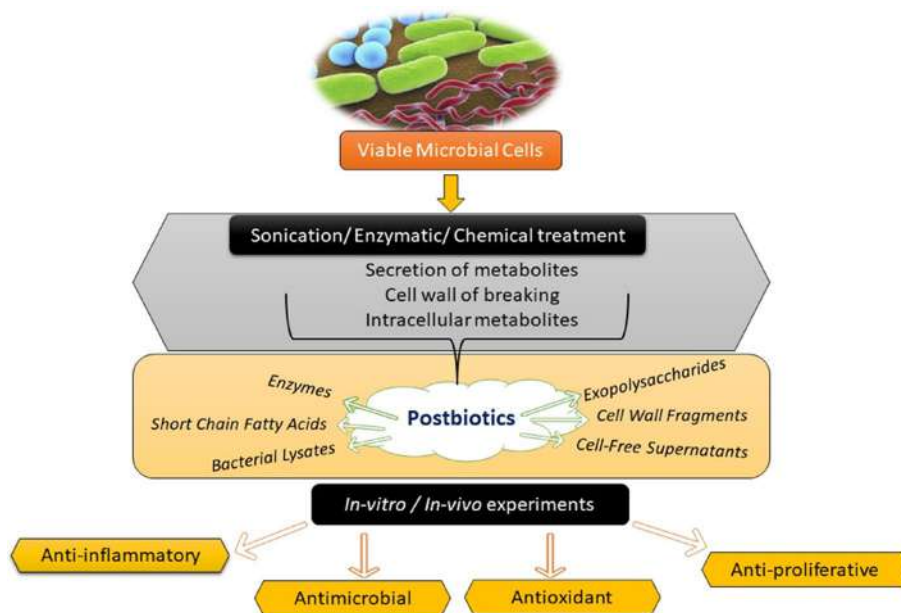 Viable Microbial Cells
Sonication/ Enzymatic/ Chemical treatment
Secretion of metabolites
Cell wall of breaking
Intracellular metabolites
Enzymes
Short Chain Fatty Acids
Bacterial Lysates
Postbiotics
Exopolysaccharides
Cell Wall Fragments
Cell-Free Supernatants
In-vitro / In-vivo experiments
Anti-inflammatory
Antimicrobial
Antioxidant
Anti-proliferative